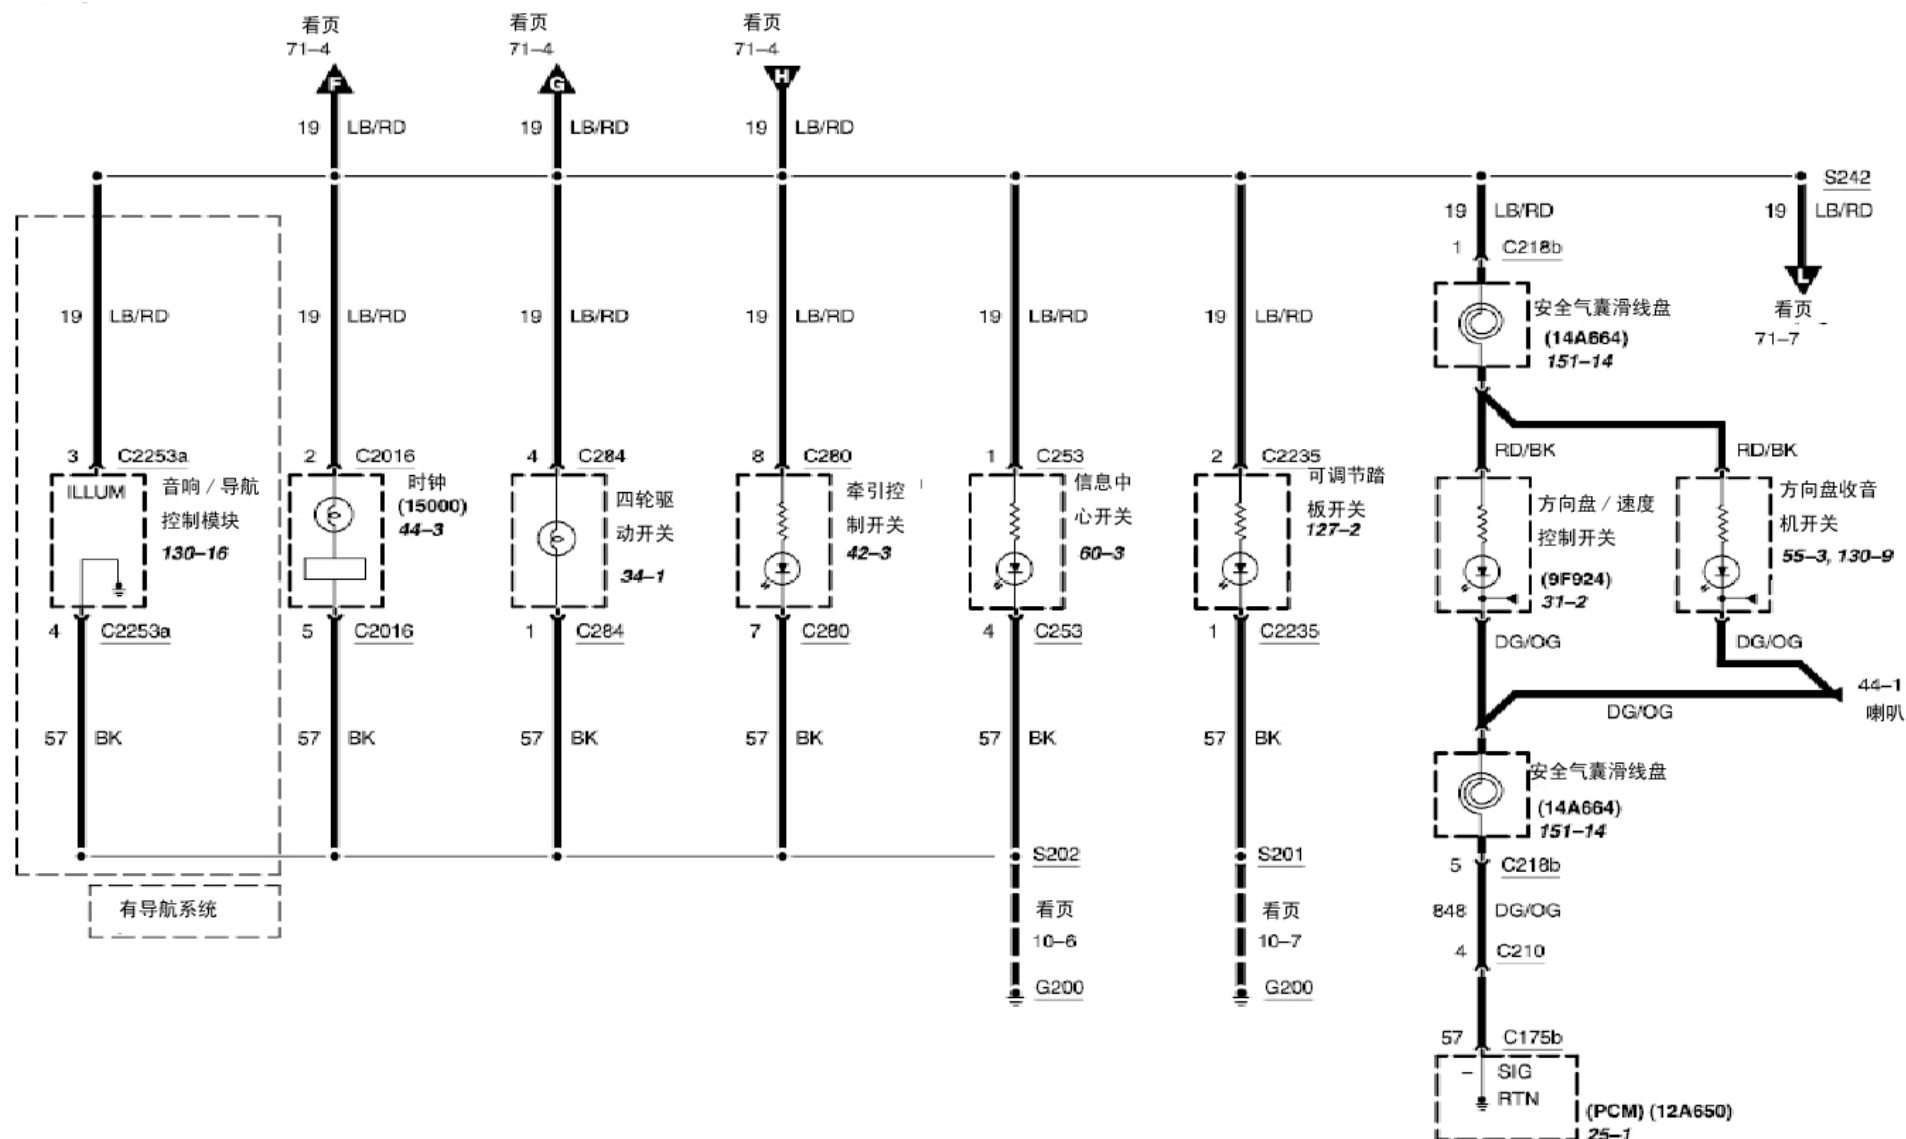 看页
71–4
F
看页
71–4
G
看页
71–4
H
19 LB/RD
19 LB/RD
19 LB/RD
S242
19 LB/RD
19 LB/RD
1 C218b
L
看页
71–7
安全气囊滑线盘
(14A664)
151–14
19 LB/RD
19 LB/RD
19 LB/RD
19 LB/RD
19 LB/RD
19 LB/RD
RD/BK
RD/BK
3 C2253a
2 C2016
4 C284
8 C280
1 C253
2 C2235
ILLUM
音响 / 导航
控制模块
130–16
时钟
(15000)
44–3
四轮驱
动开关
34–1
牵引控
制开关
42–3
信息中
心开关
60–3
可调节踏
板开关
127–2
方向盘 / 速度
控制开关
(9F924)
31–2
方向盘收音
机开关
55–3, 130–9
4 C2253a
5 C2016
1 C284
7 C280
4 C253
1 C2235
DG/OG
DG/OG
44–1
喇叭
DG/OG
57 BK
57 BK
57 BK
57 BK
57 BK
57 BK
安全气囊滑线盘
(14A664)
151–14
S202
S201
5 C218b
有导航系统
看页
10–6
看页
10–7
848 DG/OG
4 C210
G200
G200
57 C175b
– SIG
RTN
(PCM) (12A650)
25–1